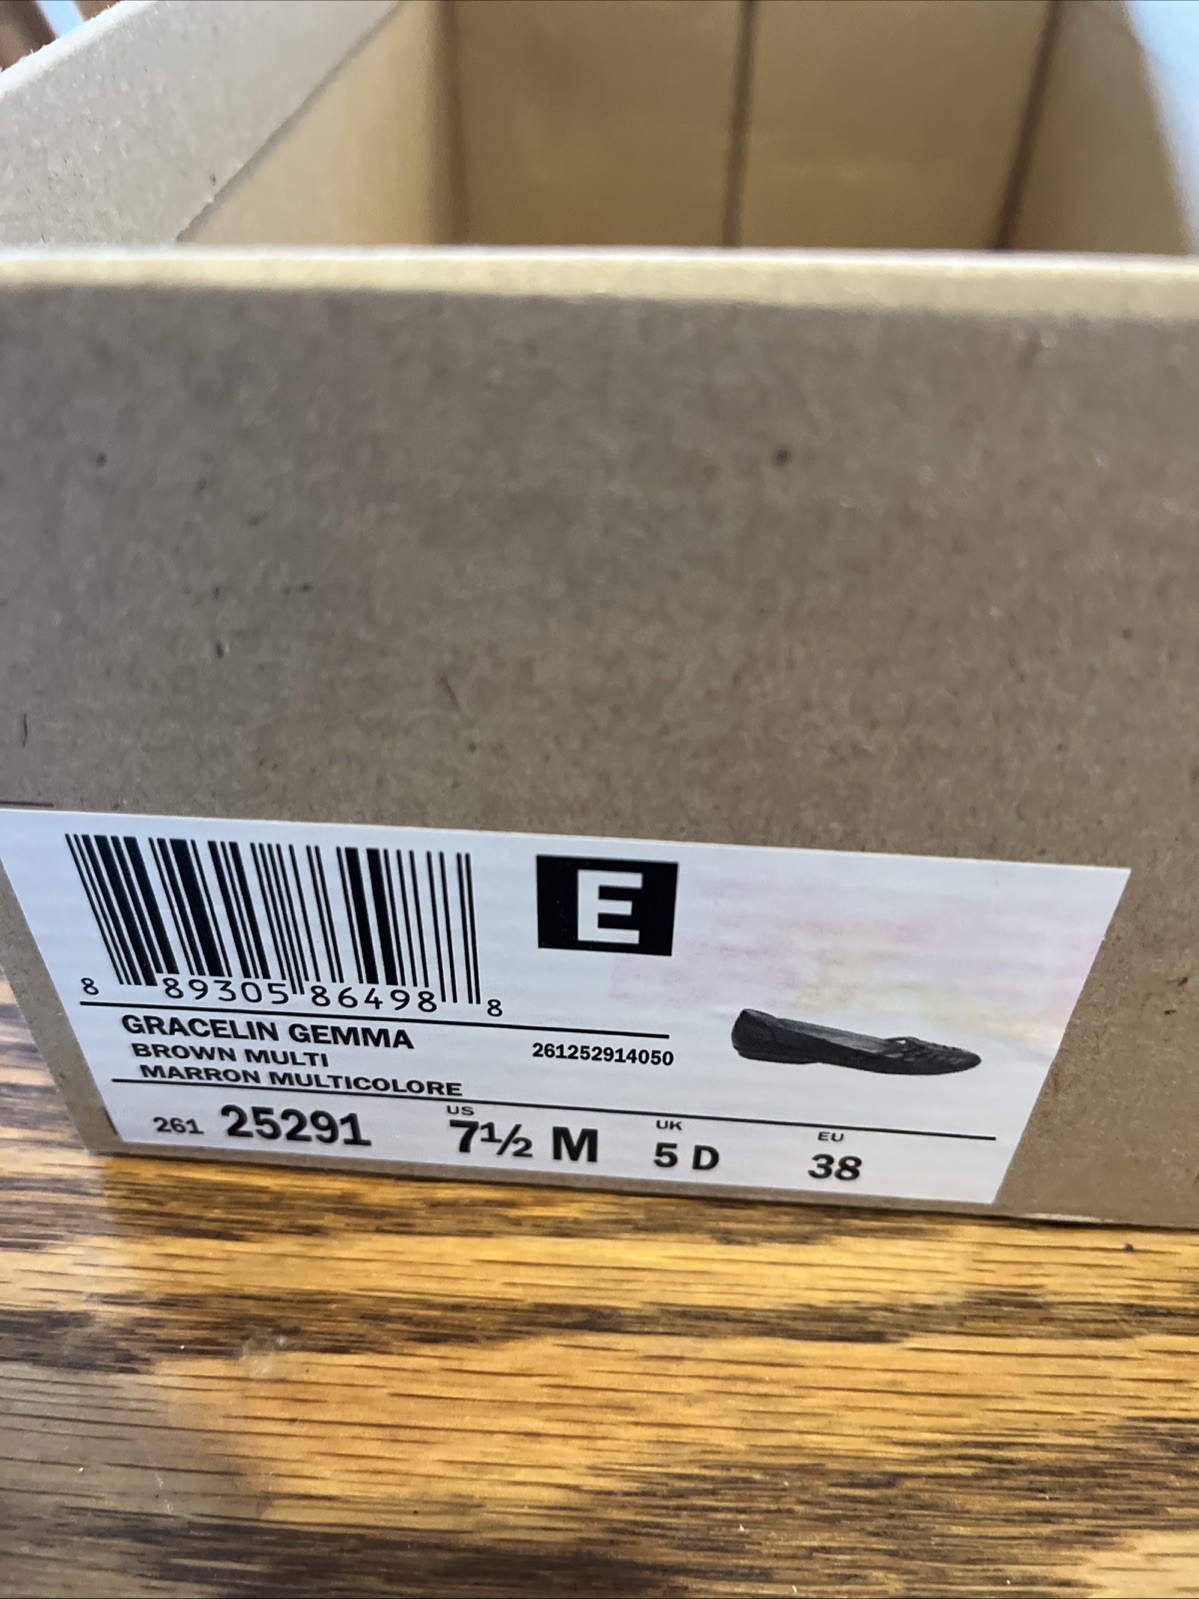 E
8 89305 86498 8
GRACELIN GEMMA
BROWN MULTI
MARRON MULTICOLORE
261252914050
261 25291
US
7½ M
UK
5 D
EU
38